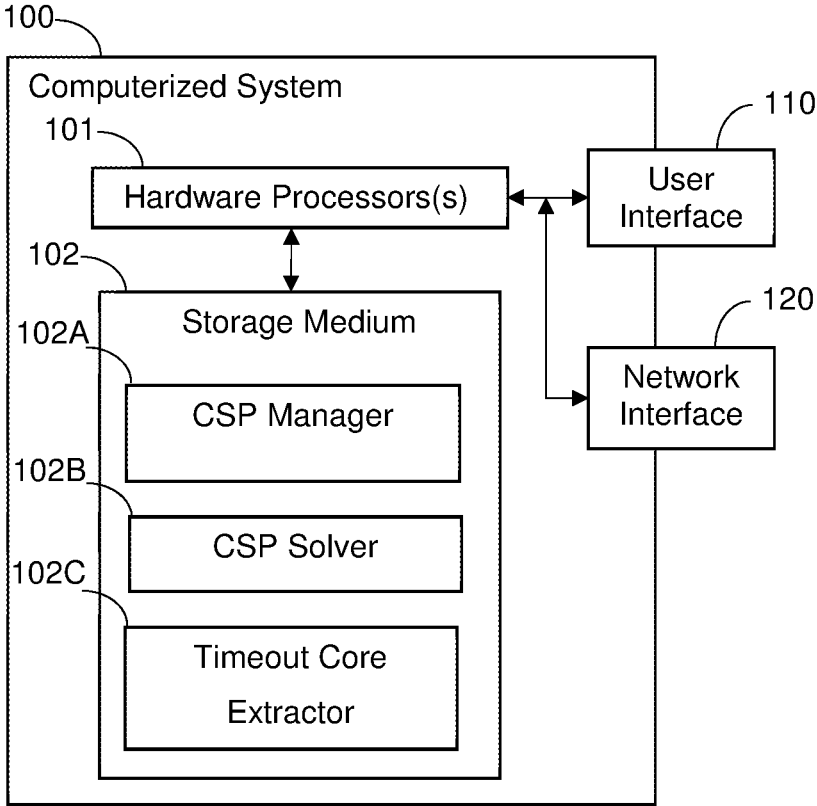 100
Computerized System
101
110
Hardware Processors(s)
User
Interface
102
Storage Medium
120
102A
CSP Manager
Network
Interface
102B
CSP Solver
102C
Timeout Core
Extractor